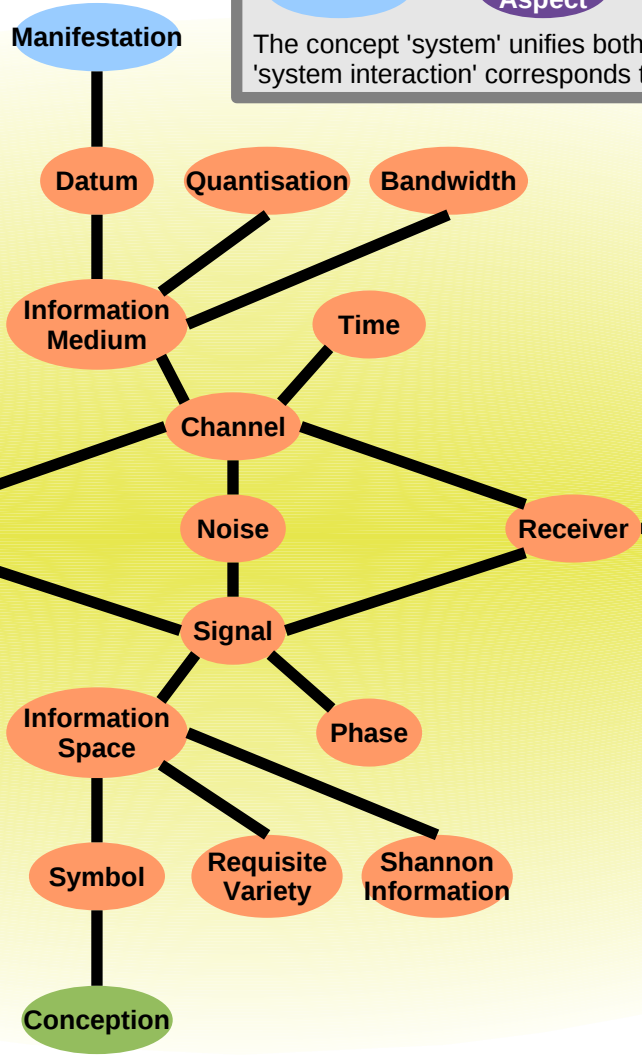 Aspect
The concept 'system' unifies both
'system interaction' corresponds
Manifestation
Datum
Quantisation
Bandwidth
Information
Medium
Time
Channel
Noise
Receiver
Signal
Information
Space
Phase
Symbol
Requisite
Variety
Shannon
Information
Conception